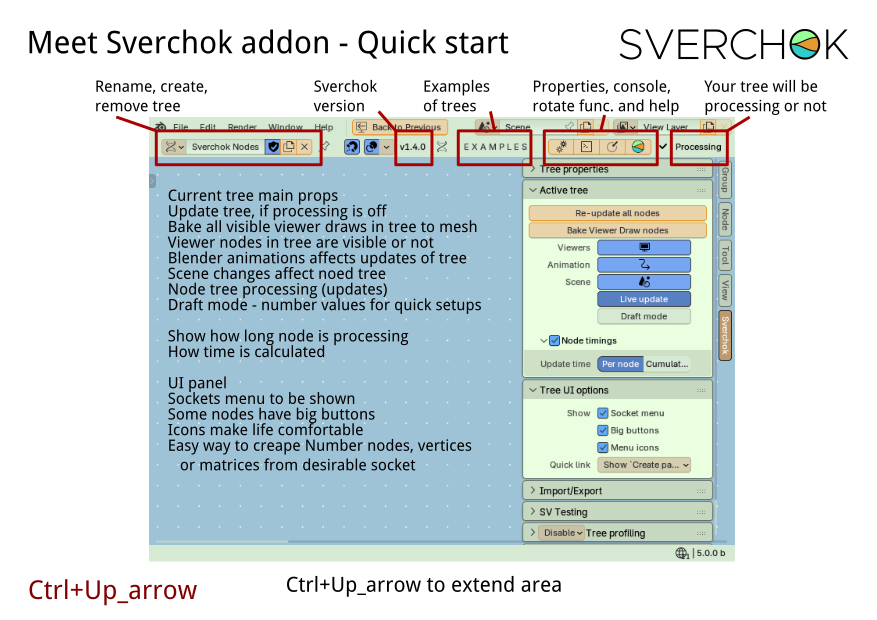 Meet Sverchok addon - Quick start
SVERCHOK
Rename, create,
remove tree
Sverchok
version
Examples
of trees
Properties, console,
rotate func. and help
Your tree will be
processing or not
File Edit Render Window Help
Back to Previous
Scene
View Layer
Sverchok Nodes
v1.4.0
EXAMPLES
Processing
Current tree main props
Update tree, if processing is off
Bake all visible viewer draws in tree to mesh
Viewer nodes in tree are visible or not
Blender animations affects updates of tree
Scene changes affect noed tree
Node tree processing (updates)
Draft mode - number values for quick setups
Show how long node is processing
How time is calculated
UI panel
Sockets menu to be shown
Some nodes have big buttons
Icons make life comfortable
Easy way to creape Number nodes, vertices
or matrices from desirable socket
Tree properties
Active tree
Re-update all nodes
Bake Viewer Draw nodes
Viewers
Animation
Scene
Live update
Draft mode
Node timings
Update time Per node Cumulat...
Tree UI options
Show Socket menu
Big buttons
Menu icons
Quick link Show `Create pa...
Import/Export
SV Testing
Disable Tree profiling
Group
Node
Tool
View
Sverchok
5.0.0 b
Ctrl+Up_arrow
Ctrl+Up_arrow to extend area